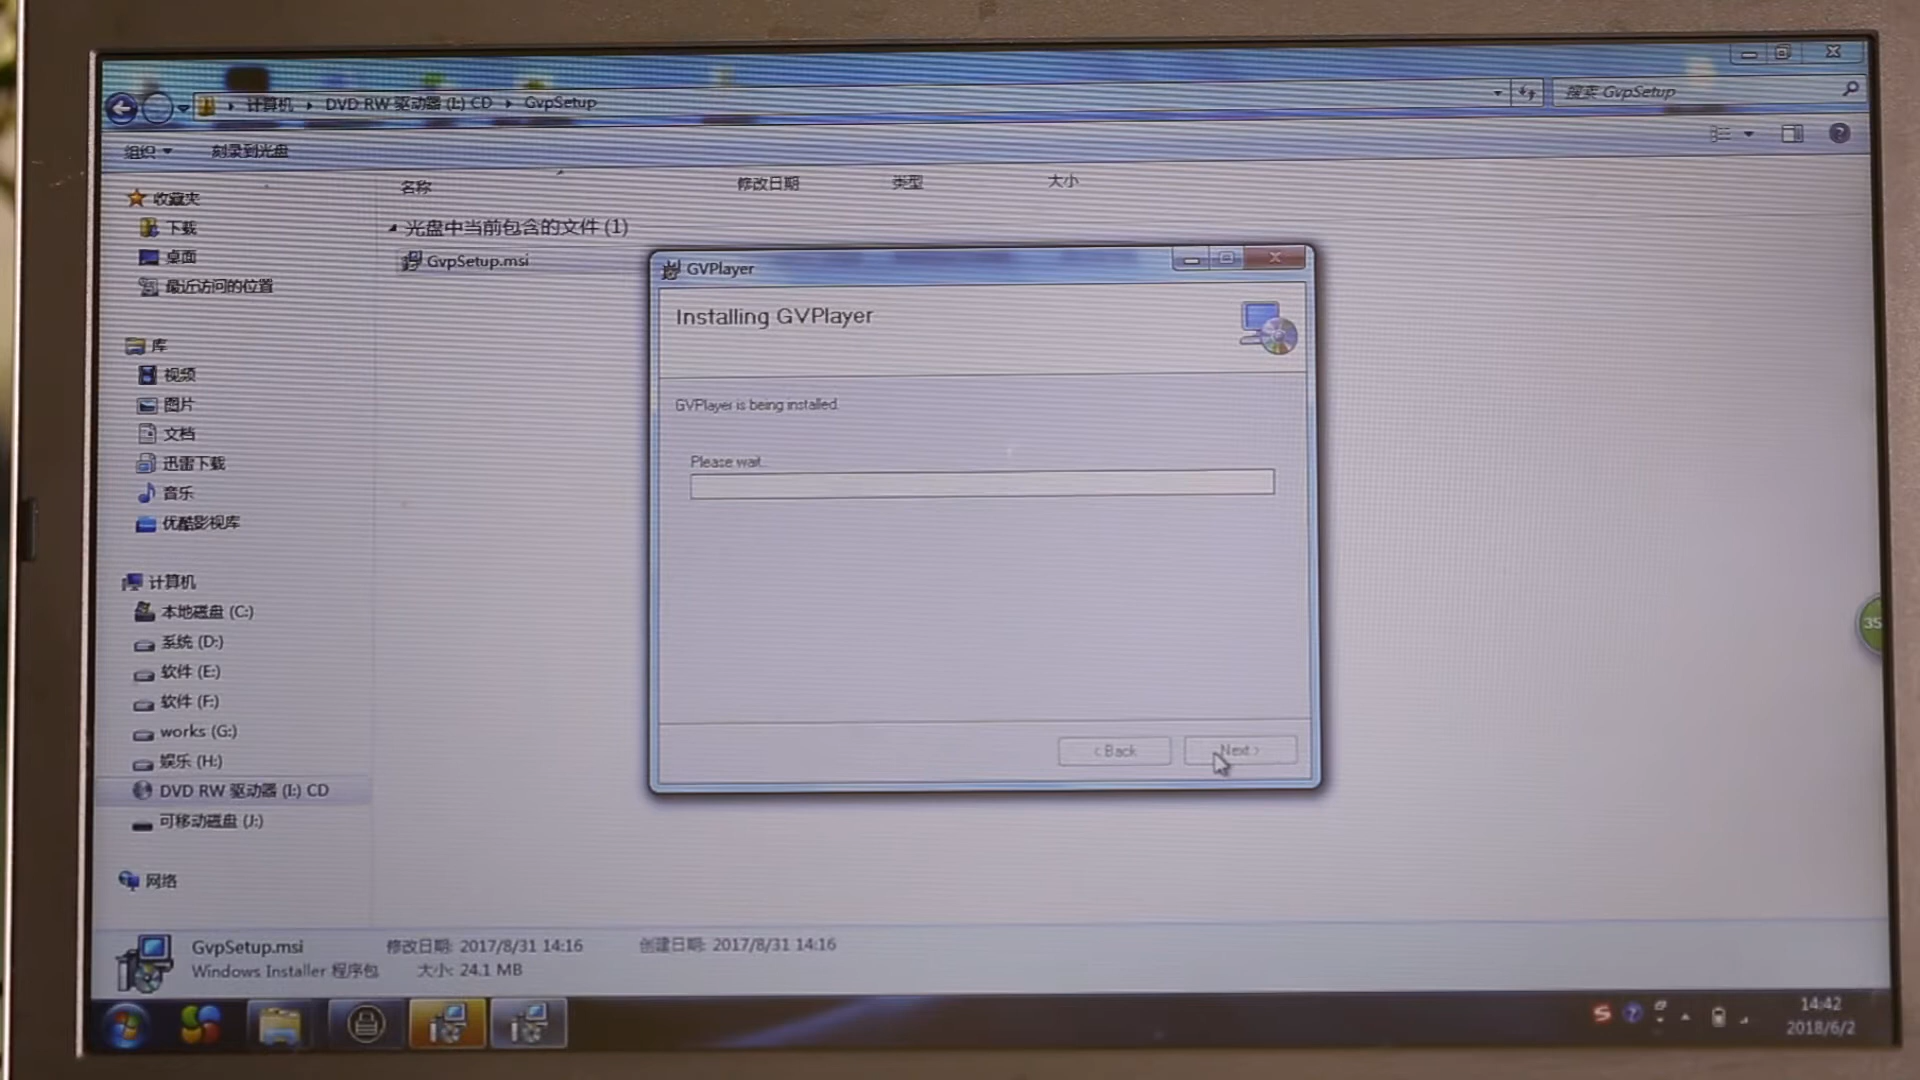 计算机 ▸ DVD RW 驱动器 (I:) CD ▸ GvpSetup
搜索 GvpSetup
组织 刻录到光盘
名称 修改日期 类型 大小
收藏夹
下载
桌面
最近访问的位置
库
视频
图片
文档
迅雷下载
音乐
优酷影视库
计算机
本地磁盘 (C:)
系统 (D:)
软件 (E:)
软件 (F:)
works (G:)
娱乐 (H:)
DVD RW 驱动器 (I:) CD
可移动磁盘 (J:)
网络
光盘中当前包含的文件 (1)
GvpSetup.msi
GVPlayer
Installing GVPlayer
GVPlayer is being installed.
Please wait...
< Back
Next >
35
GvpSetup.msi 修改日期: 2017/8/31 14:16 创建日期: 2017/8/31 14:16
Windows Installer 程序包 大小: 24.1 MB
14:42
2018/6/2